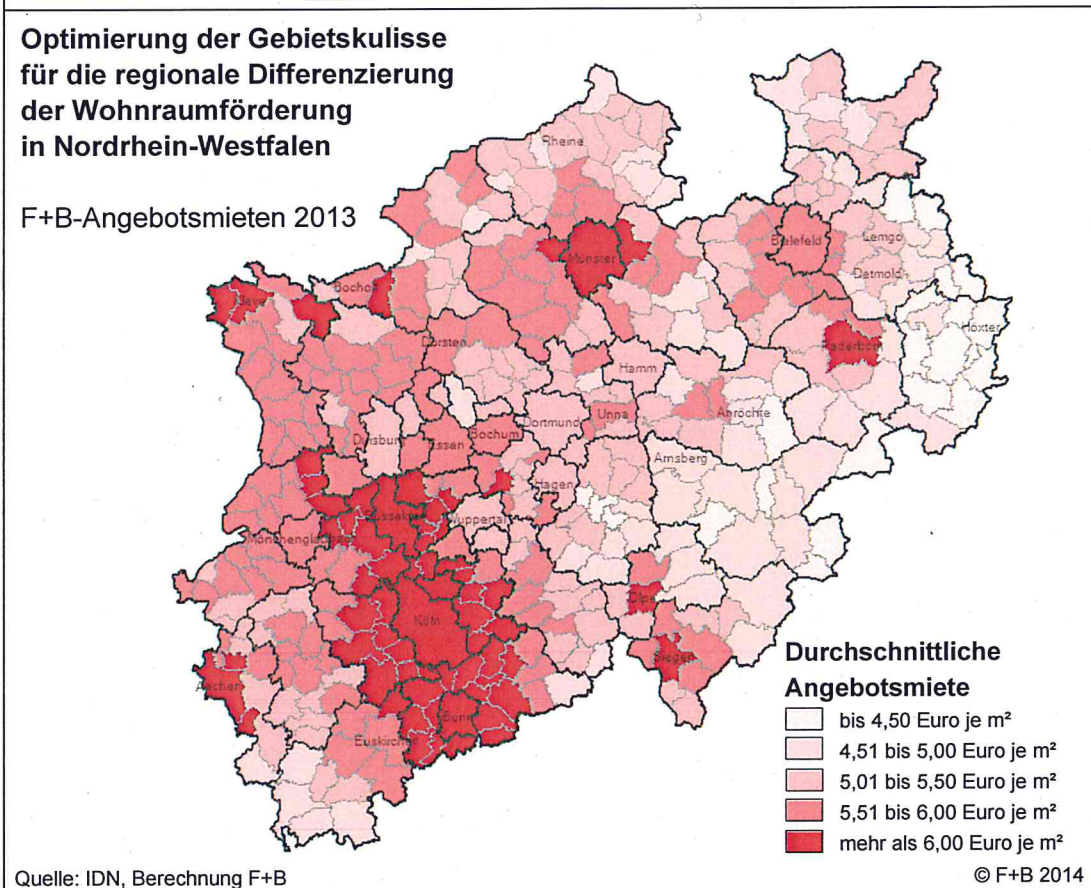 Optimierung der Gebietskulisse
für die regionale Differenzierung
der Wohnraumförderung
in Nordrhein-Westfalen
F+B-Angebotsmieten 2013
Rheine
Münster
Bielefeld
Lemgo
Detmold
Kleve
Bocholt
Höxter
Paderborn
Dorsten
Hamm
Anröchte
Unna
Dortmund
Bochum
Essen
Duisburg
Arnsberg
Hagen
Wuppertal
Düsseldorf
Mönchengladbach
Olpe
Köln
Siegen
Aachen
Bonn
Euskirchen
Durchschnittliche
Angebotsmiete
bis 4,50 Euro je m²
4,51 bis 5,00 Euro je m²
5,01 bis 5,50 Euro je m²
5,51 bis 6,00 Euro je m²
mehr als 6,00 Euro je m²
Quelle: IDN, Berechnung F+B
© F+B 2014